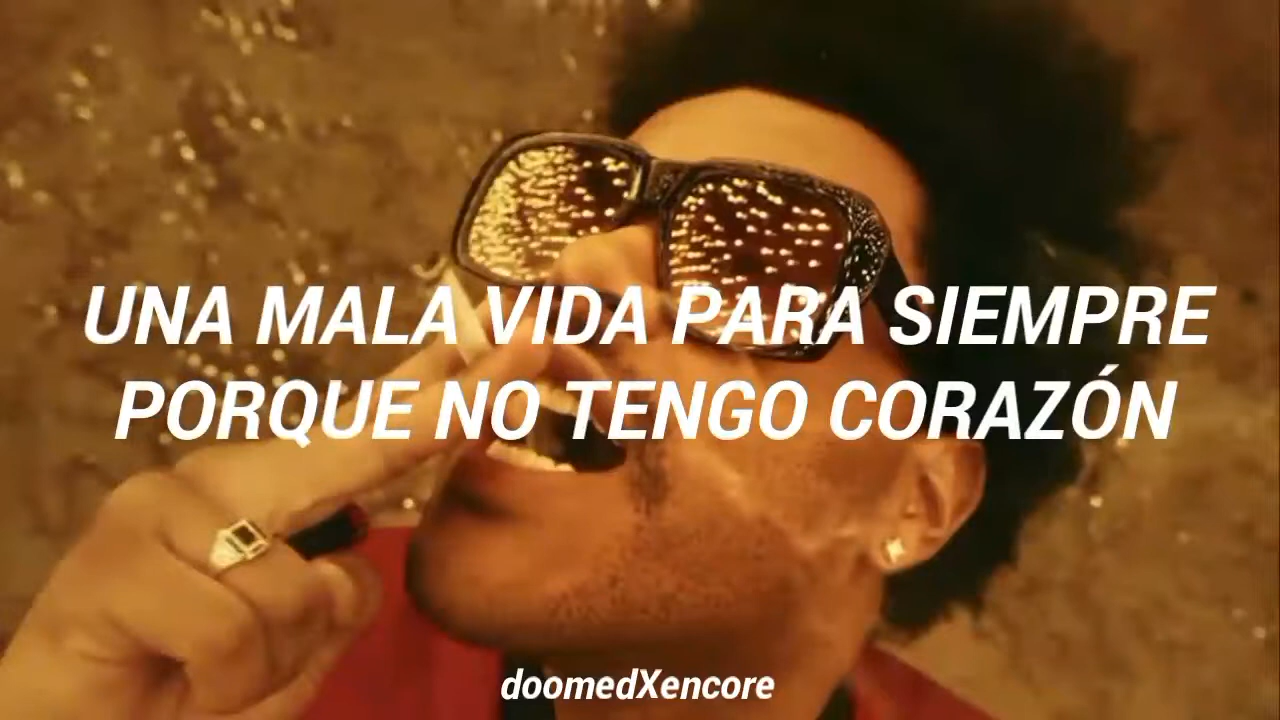 UNA MALA VIDA PARA SIEMPRE
PORQUE NO TENGO CORAZÓN
doomedXencore